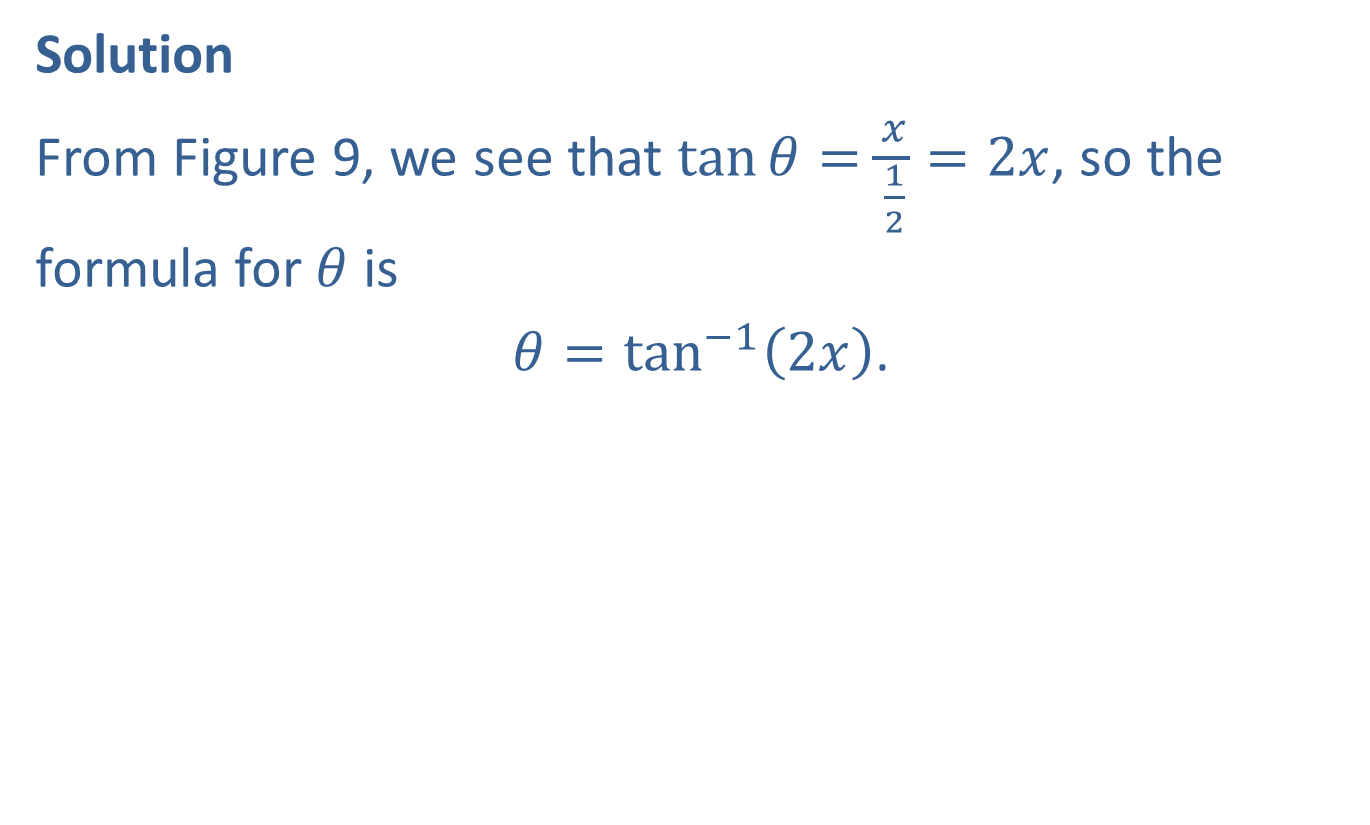 Solution
From Figure 9, we see that tan θ = x/(1/2) = 2x, so the
formula for θ is
θ = tan⁻¹(2x).